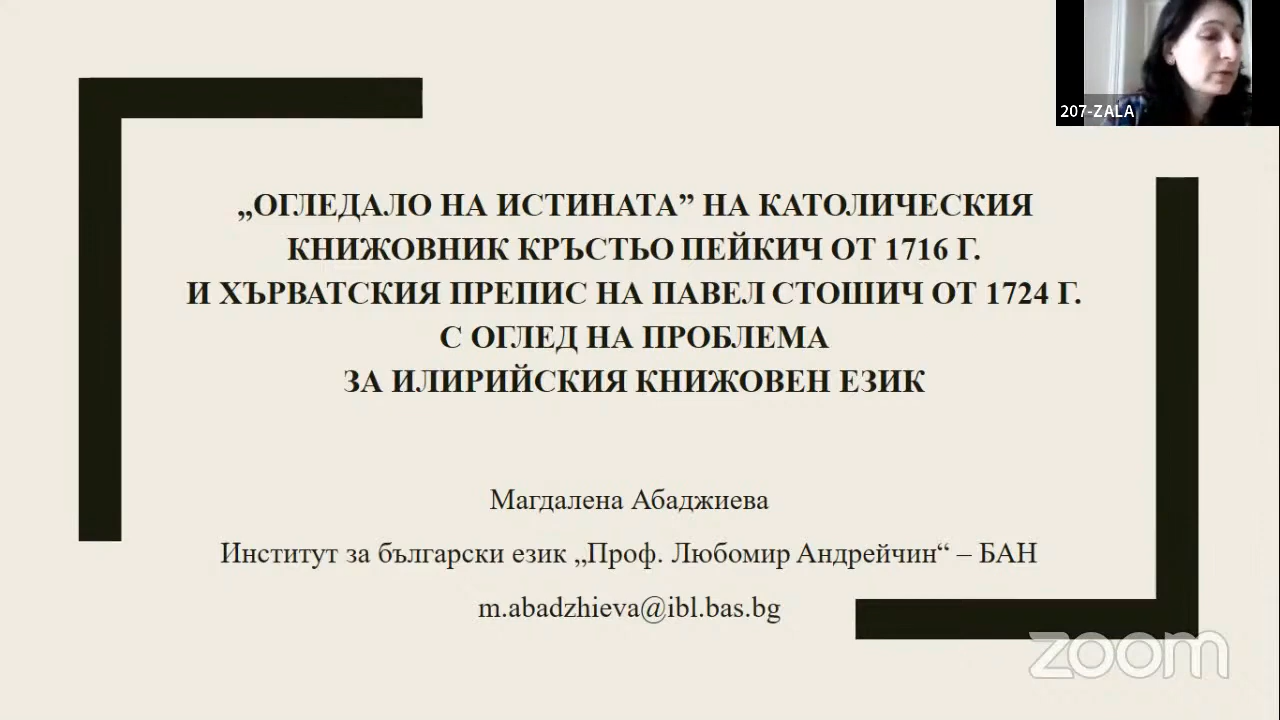 207-ZALA
„ОГЛЕДАЛО НА ИСТИНАТА” НА КАТОЛИЧЕСКИЯ
КНИЖОВНИК КРЪСТЬО ПЕЙКИЧ ОТ 1716 Г.
И ХЪРВАТСКИЯ ПРЕПИС НА ПАВЕЛ СТОШИЧ ОТ 1724 Г.
С ОГЛЕД НА ПРОБЛЕМА
ЗА ИЛИРИЙСКИЯ КНИЖОВЕН ЕЗИК
Магдалена Абаджиева
Институт за български език „Проф. Любомир Андрейчин“ – БАН
m.abadzhieva@ibl.bas.bg
zoom